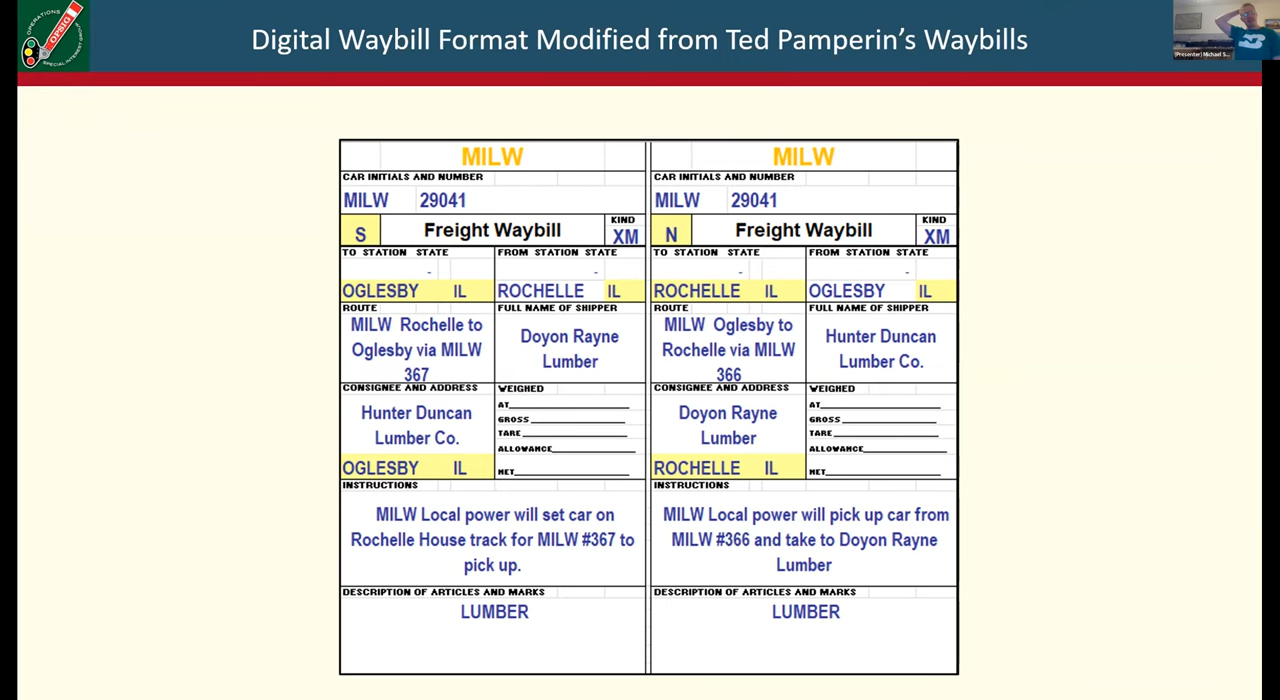 OPERATIONS
OPSIG
SPECIAL INTEREST GROUP
Digital Waybill Format Modified from Ted Pamperin's Waybills
(Presenter) Michael S...
MILW
CAR INITIALS AND NUMBER
MILW 29041
S Freight Waybill KIND
XM
TO STATION STATE FROM STATION STATE
- -
OGLESBY IL ROCHELLE IL
ROUTE FULL NAME OF SHIPPER
MILW Rochelle to
Oglesby via MILW
367
Doyon Rayne
Lumber
CONSIGNEE AND ADDRESS WEIGHED
Hunter Duncan
Lumber Co.
OGLESBY IL
AT
GROSS
TARE
ALLOWANCE
NET
INSTRUCTIONS
MILW Local power will set car on
Rochelle House track for MILW #367 to
pick up.
DESCRIPTION OF ARTICLES AND MARKS
LUMBER
MILW
CAR INITIALS AND NUMBER
MILW 29041
N Freight Waybill KIND
XM
TO STATION STATE FROM STATION STATE
- -
ROCHELLE IL OGLESBY IL
ROUTE FULL NAME OF SHIPPER
MILW Oglesby to
Rochelle via MILW
366
Hunter Duncan
Lumber Co.
CONSIGNEE AND ADDRESS WEIGHED
Doyon Rayne
Lumber
ROCHELLE IL
AT
GROSS
TARE
ALLOWANCE
NET
INSTRUCTIONS
MILW Local power will pick up car from
MILW #366 and take to Doyon Rayne
Lumber
DESCRIPTION OF ARTICLES AND MARKS
LUMBER